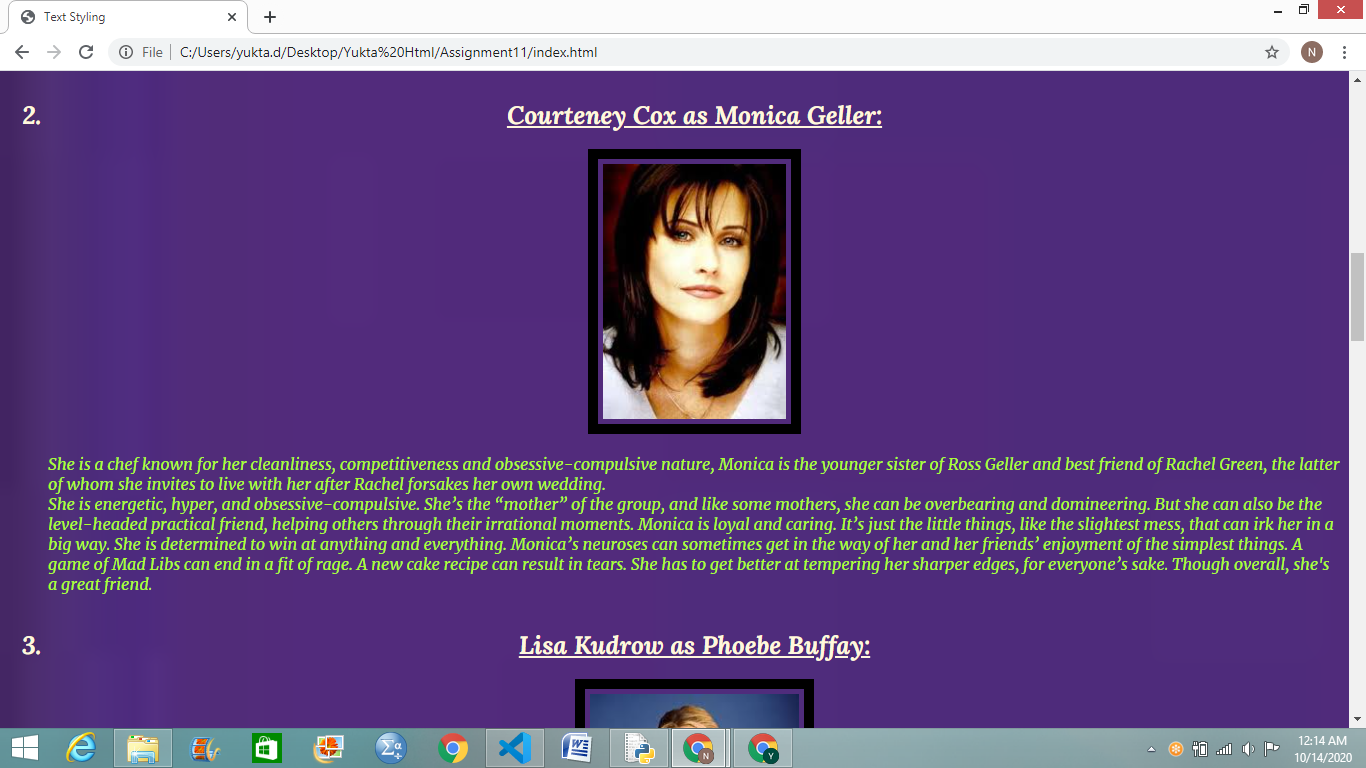 Text Styling
File
C:/Users/yukta.d/Desktop/Yukta%20Html/Assignment11/index.html
N
2. Courteney Cox as Monica Geller:
She is a chef known for her cleanliness, competitiveness and obsessive-compulsive nature, Monica is the younger sister of Ross Geller and best friend of Rachel Green, the latter
of whom she invites to live with her after Rachel forsakes her own wedding.
She is energetic, hyper, and obsessive-compulsive. She’s the “mother” of the group, and like some mothers, she can be overbearing and domineering. But she can also be the
level-headed practical friend, helping others through their irrational moments. Monica is loyal and caring. It’s just the little things, like the slightest mess, that can irk her in a
big way. She is determined to win at anything and everything. Monica’s neuroses can sometimes get in the way of her and her friends’ enjoyment of the simplest things. A
game of Mad Libs can end in a fit of rage. A new cake recipe can result in tears. She has to get better at tempering her sharper edges, for everyone’s sake. Though overall, she's
a great friend.
3. Lisa Kudrow as Phoebe Buffay:
12:14 AM
10/14/2020